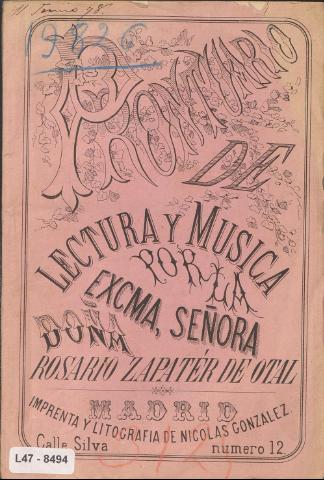 PRONTUARIO
DE
LECTURA Y MUSICA
POR LA
EXCMA, SEÑORA
DOÑA
ROSARIO ZAPATÉR DE OTAL
MADRID
IMPRENTA Y LITOGRAFIA DE NICOLAS GONZALEZ.
Calle Silva numero 12.
L47 - 8494